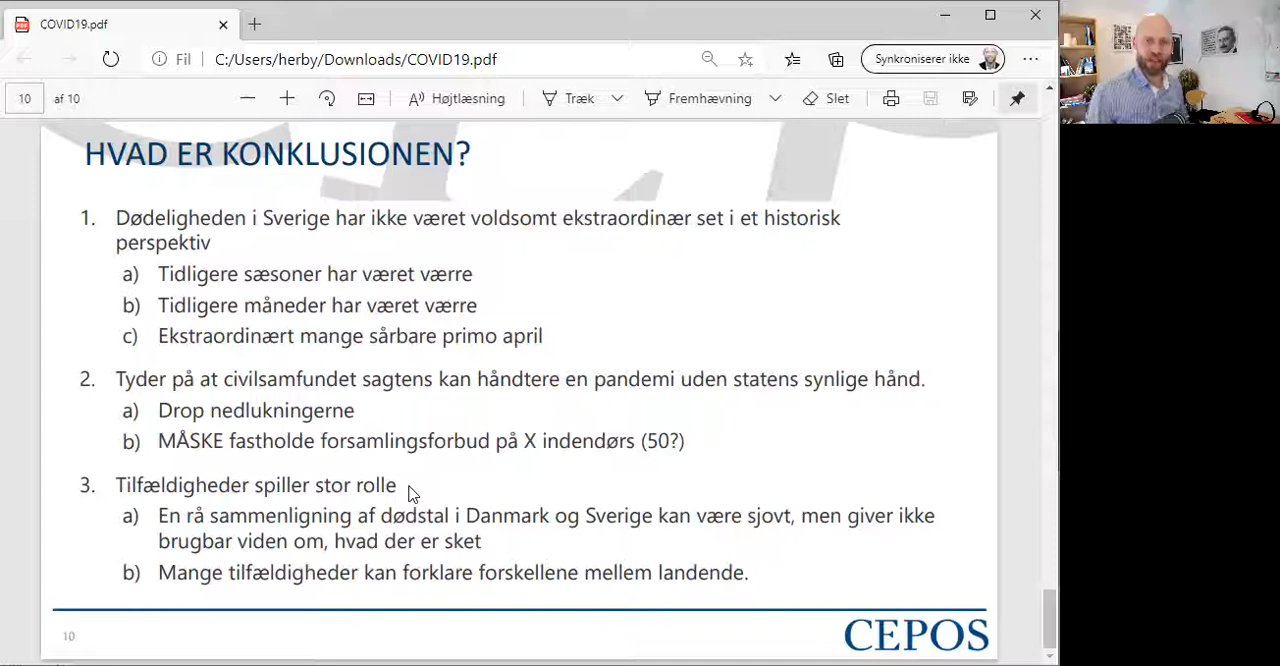 COVID19.pdf
Fil C:/Users/herby/Downloads/COVID19.pdf Synkroniserer ikke
10 af 10 Højtlæsning Træk Fremhævning Slet
HVAD ER KONKLUSIONEN?
1. Dødeligheden i Sverige har ikke været voldsomt ekstraordinær set i et historisk
perspektiv
a) Tidligere sæsoner har været værre
b) Tidligere måneder har været værre
c) Ekstraordinært mange sårbare primo april
2. Tyder på at civilsamfundet sagtens kan håndtere en pandemi uden statens synlige hånd.
a) Drop nedlukningerne
b) MÅSKE fastholde forsamlingsforbud på X indendørs (50?)
3. Tilfældigheder spiller stor rolle
a) En rå sammenligning af dødstal i Danmark og Sverige kan være sjovt, men giver ikke
brugbar viden om, hvad der er sket
b) Mange tilfældigheder kan forklare forskellene mellem landende.
10
CEPOS